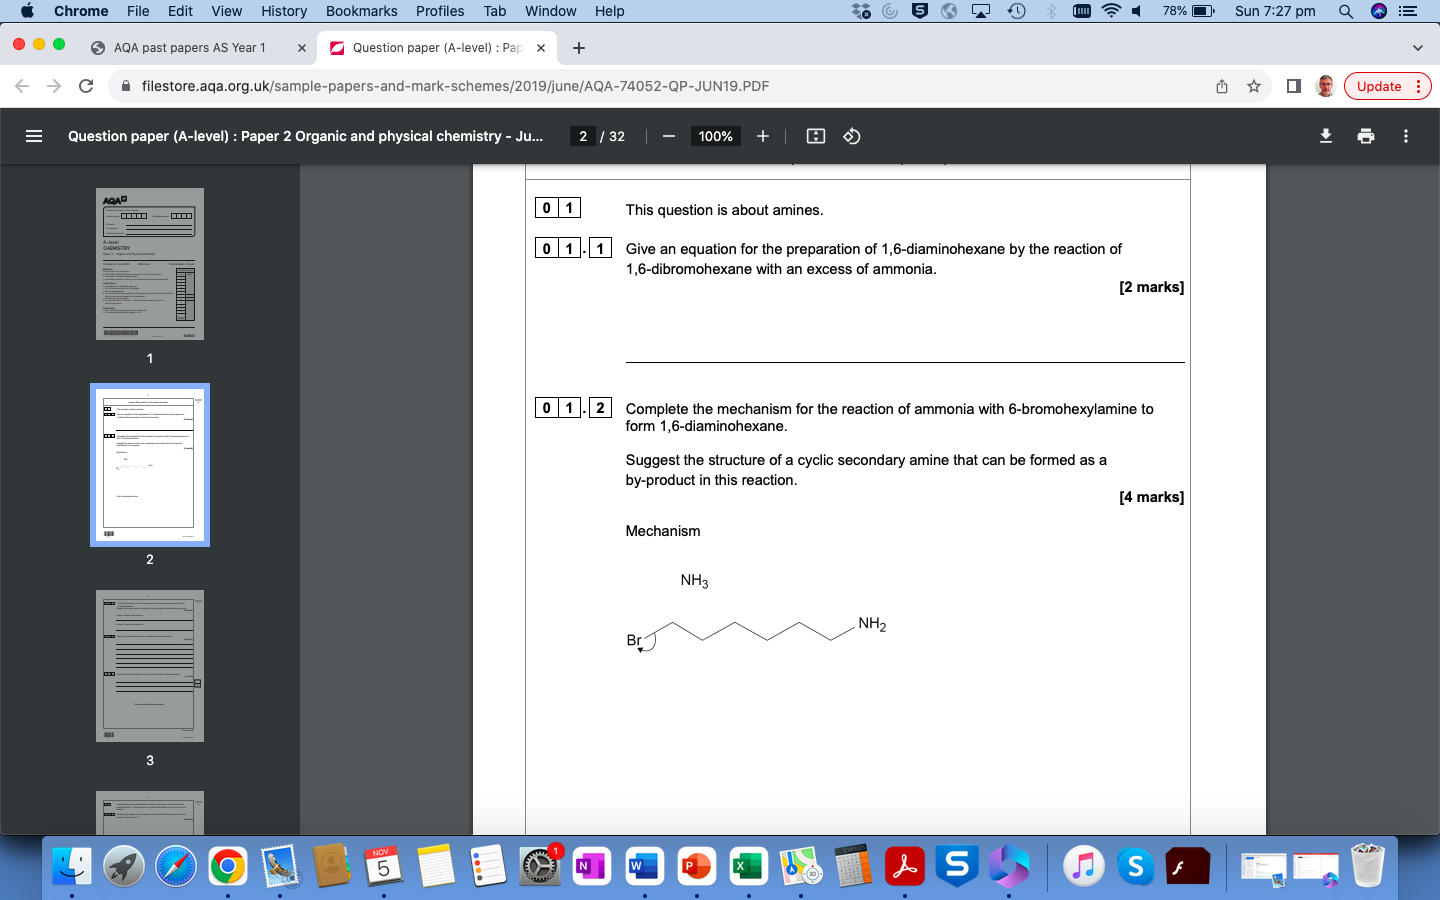 Chrome File Edit View History Bookmarks Profiles Tab Window Help 78% Sun 7:27 pm
AQA past papers AS Year 1 Question paper (A-level) : Pap
filestore.aqa.org.uk/sample-papers-and-mark-schemes/2019/june/AQA-74052-QP-JUN19.PDF Update
Question paper (A-level) : Paper 2 Organic and physical chemistry - Ju... 2 / 32 100%
AQA
A-level
CHEMISTRY
1
2
3
0 1 This question is about amines.
0 1 . 1 Give an equation for the preparation of 1,6-diaminohexane by the reaction of
1,6-dibromohexane with an excess of ammonia.
[2 marks]
0 1 . 2 Complete the mechanism for the reaction of ammonia with 6-bromohexylamine to
form 1,6-diaminohexane.
Suggest the structure of a cyclic secondary amine that can be formed as a
by-product in this reaction.
[4 marks]
Mechanism
NH3
Br NH2
NOV
5
1